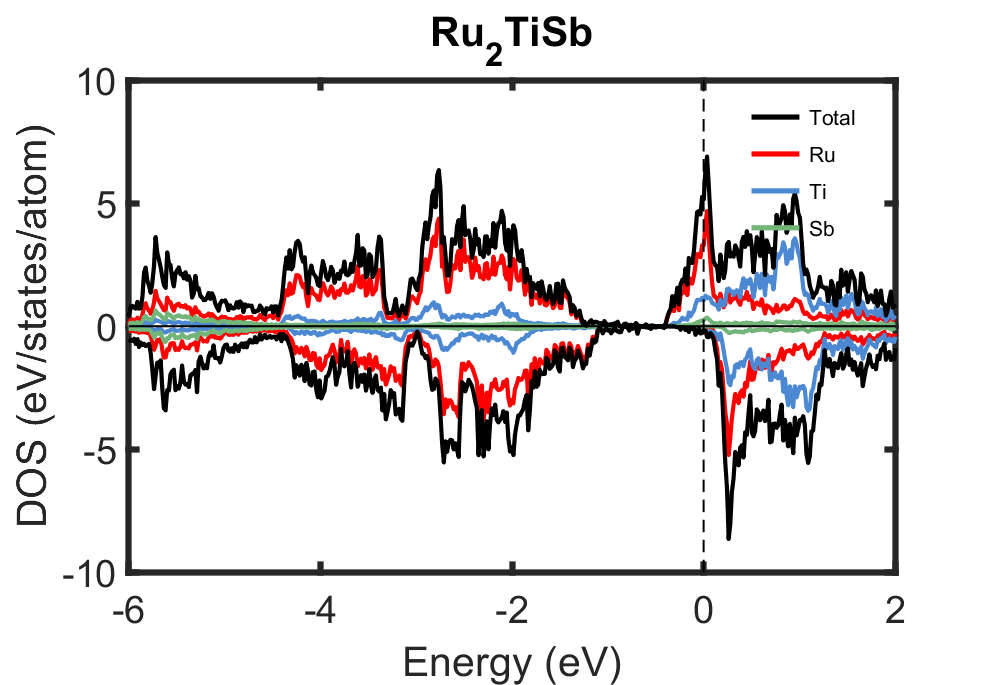 Ru₂TiSb
10
5
0
-5
-10
DOS (eV/states/atom)
Total
Ru
Ti
Sb
-6 -4 -2 0 2
Energy (eV)